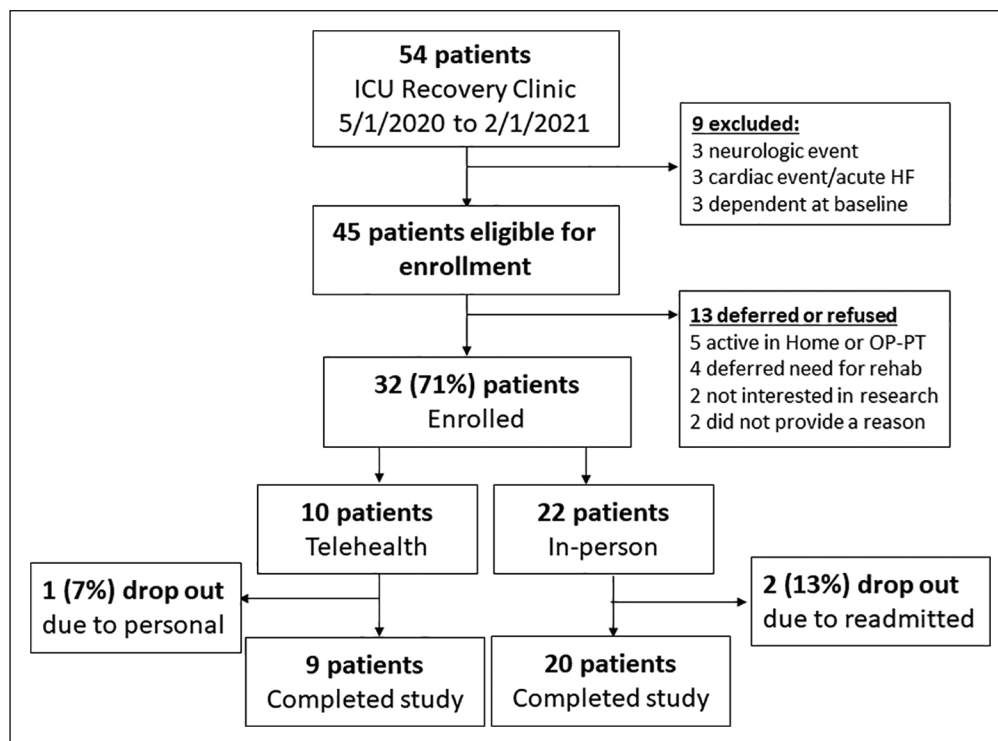 54 patients
ICU Recovery Clinic
5/1/2020 to 2/1/2021
9 excluded:
3 neurologic event
3 cardiac event/acute HF
3 dependent at baseline
45 patients eligible for
enrollment
13 deferred or refused
5 active in Home or OP-PT
4 deferred need for rehab
2 not interested in research
2 did not provide a reason
32 (71%) patients
Enrolled
10 patients
Telehealth
22 patients
In-person
1 (7%) drop out
due to personal
2 (13%) drop out
due to readmitted
9 patients
Completed study
20 patients
Completed study